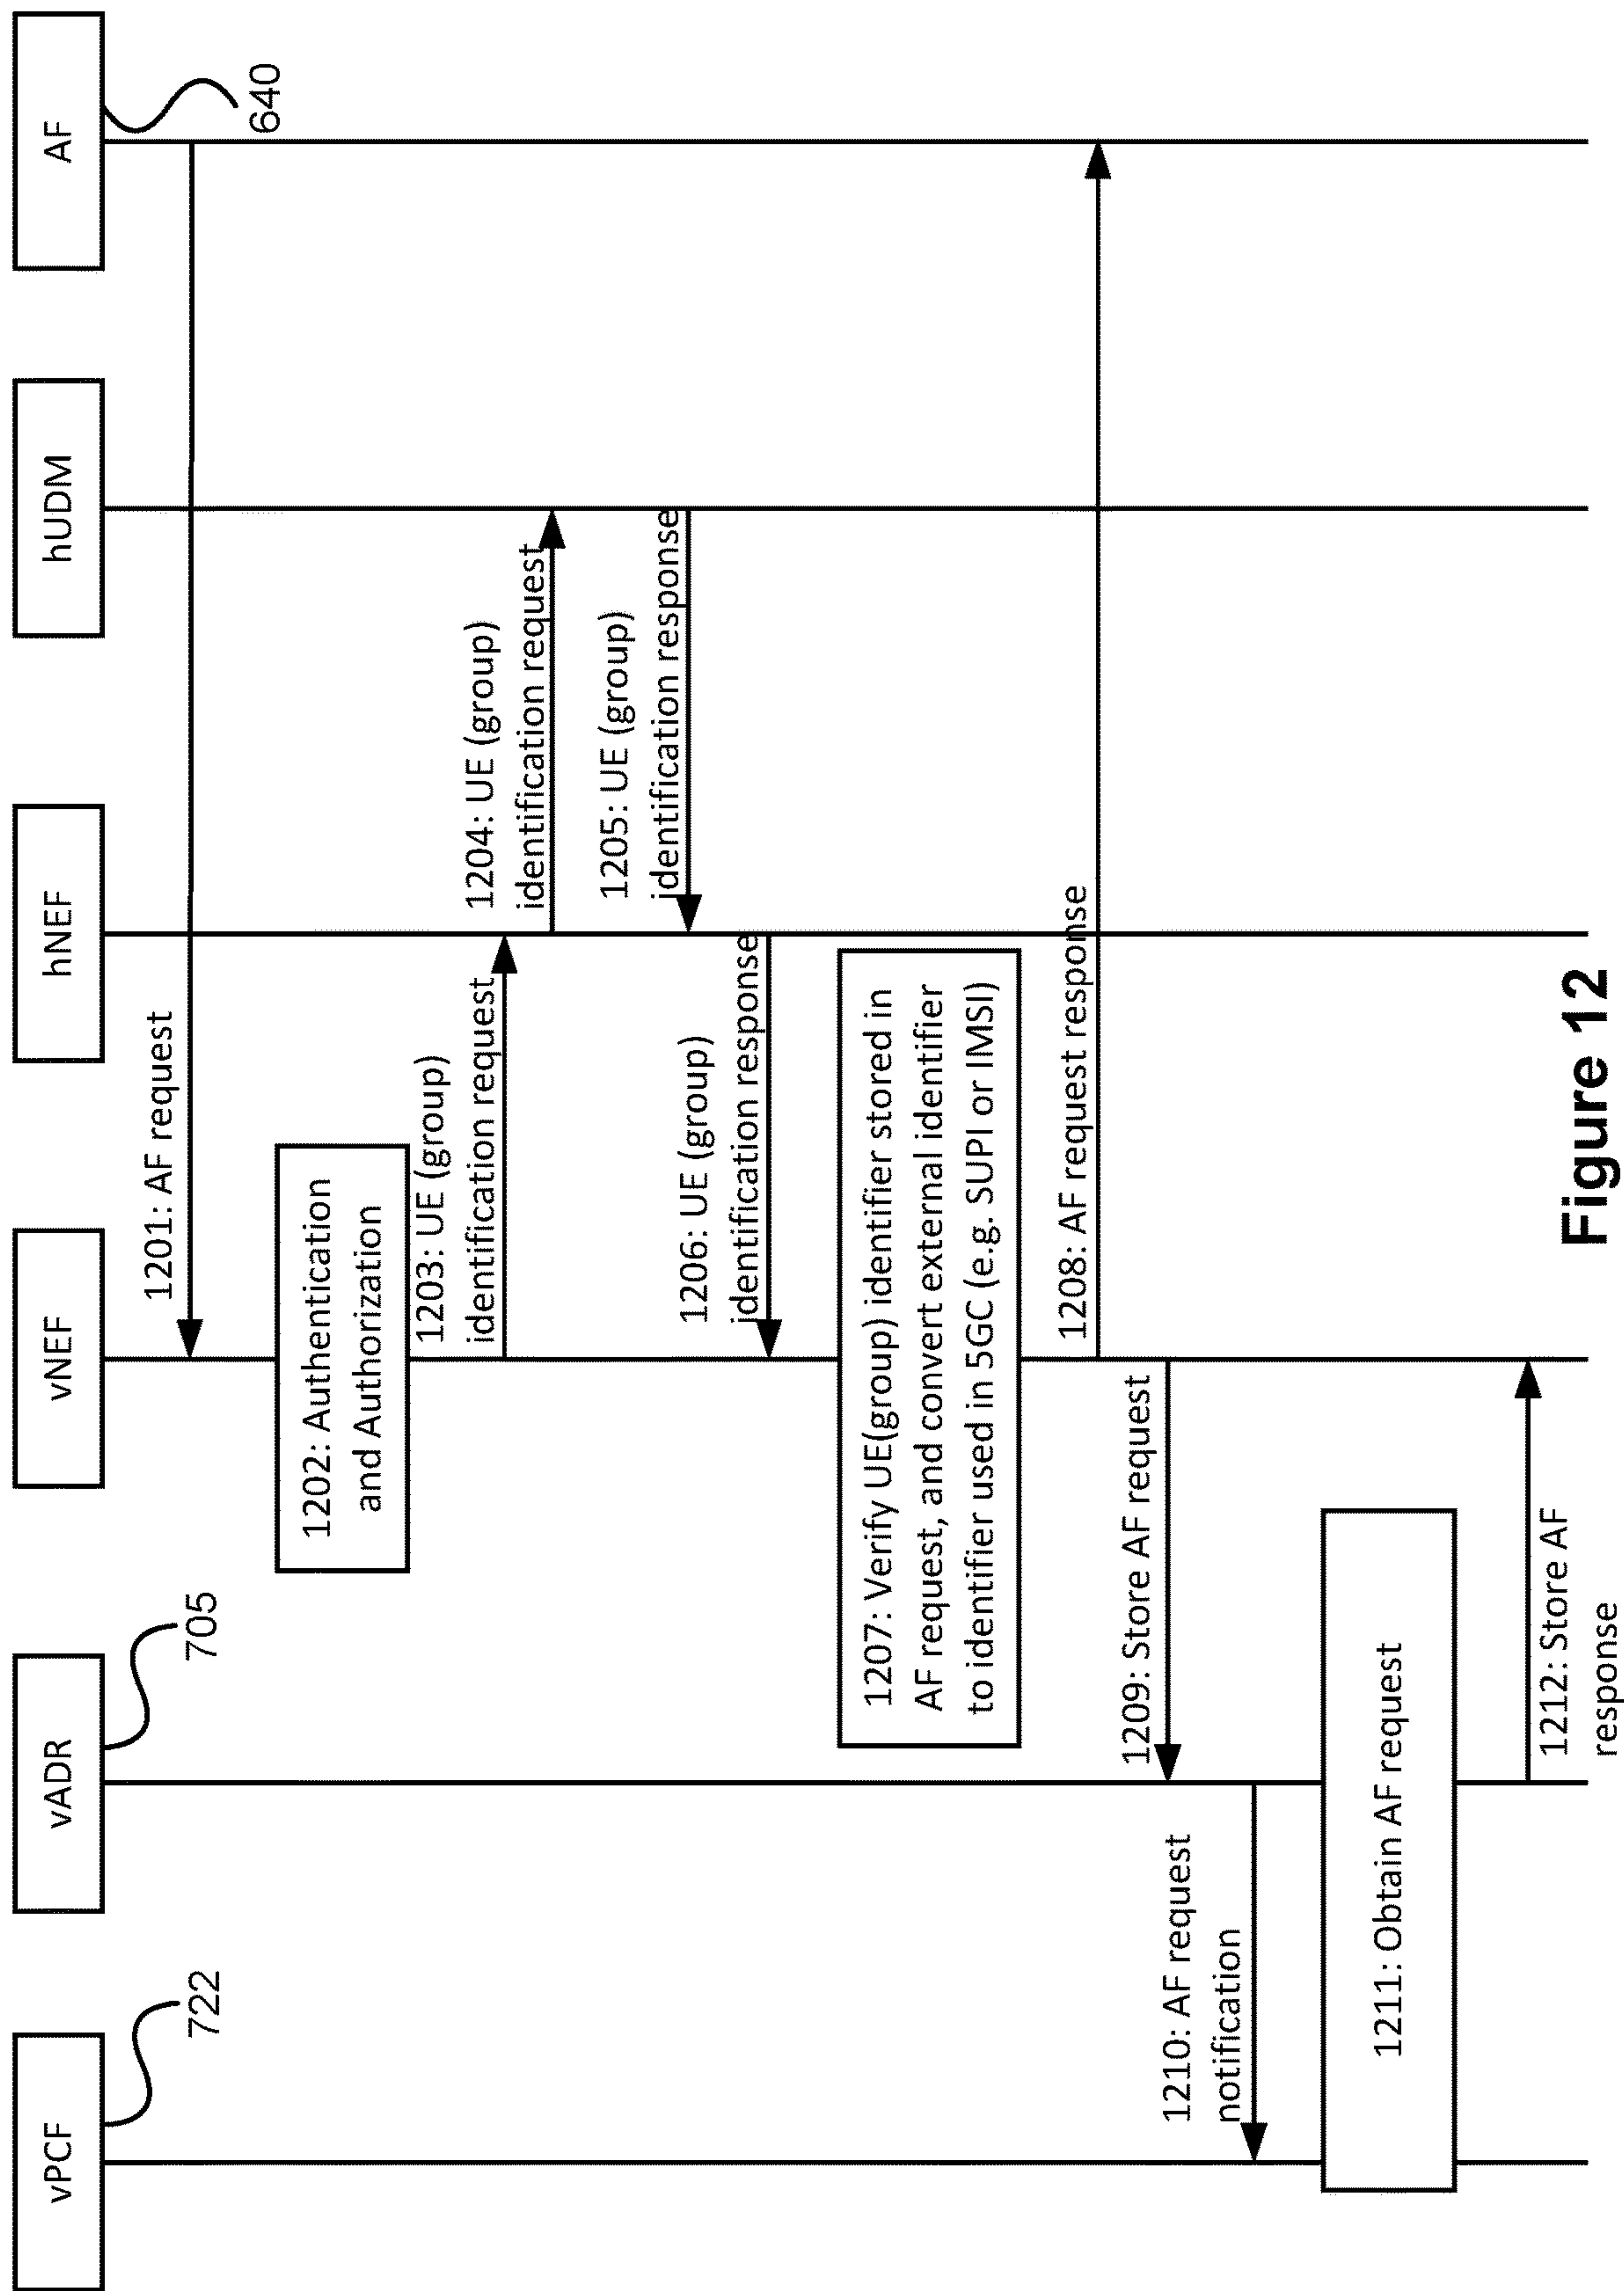 vPCF
722
vADR
705
vNEF
hNEF
hUDM
AF
640
1201: AF request
1202: Authentication
and Authorization
1203: UE (group)
identification request
1204: UE (group)
identification request
1205: UE (group)
identification response
1206: UE (group)
identification response
1207: Verify UE(group) identifier stored in
AF request, and convert external identifier
to identifier used in 5GC (e.g. SUPI or IMSI)
1208: AF request response
1209: Store AF request
1210: AF request
notification
1211: Obtain AF request
1212: Store AF
response
Figure 12